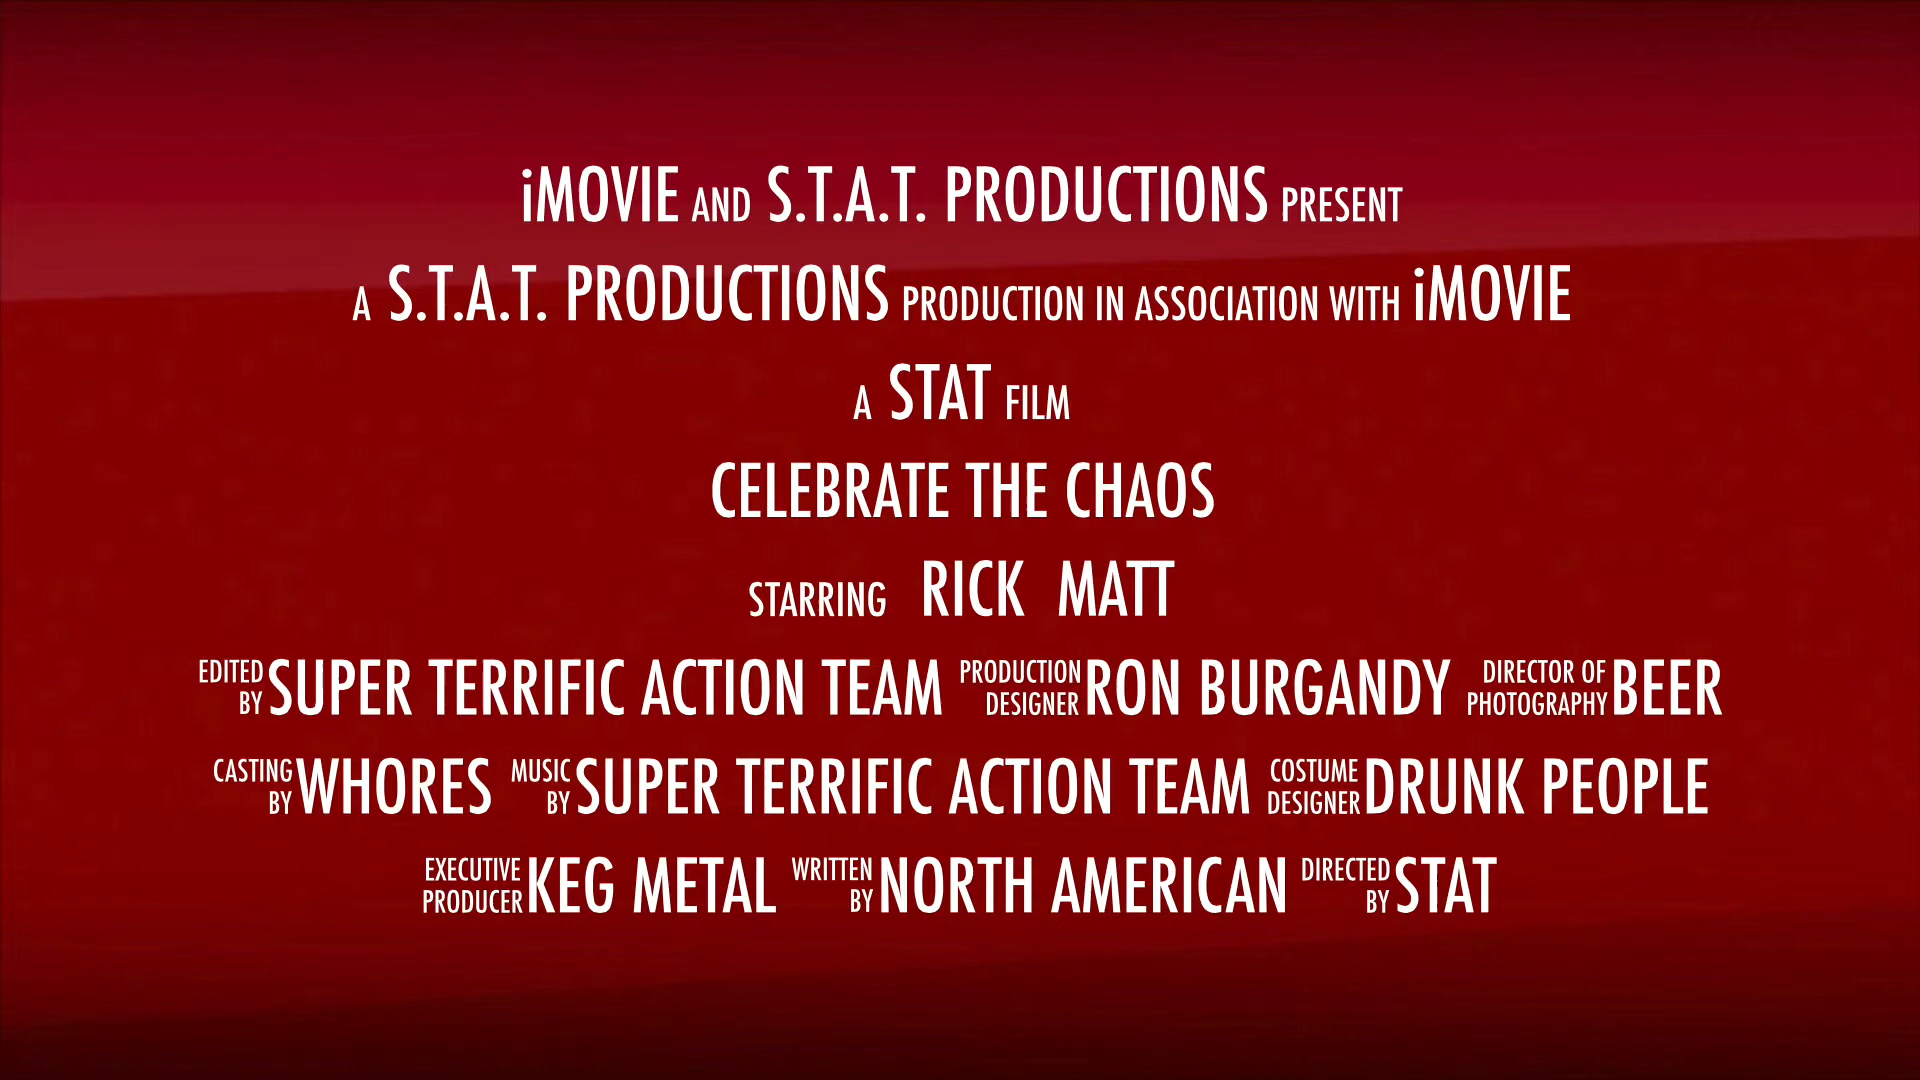 iMOVIE AND S.T.A.T. PRODUCTIONS PRESENT
A S.T.A.T. PRODUCTIONS PRODUCTION IN ASSOCIATION WITH iMOVIE
A STAT FILM
CELEBRATE THE CHAOS
STARRING RICK MATT
EDITED BY SUPER TERRIFIC ACTION TEAM PRODUCTION DESIGNER RON BURGANDY DIRECTOR OF PHOTOGRAPHY BEER
CASTING BY WHORES MUSIC BY SUPER TERRIFIC ACTION TEAM COSTUME DESIGNER DRUNK PEOPLE
EXECUTIVE PRODUCER KEG METAL WRITTEN BY NORTH AMERICAN DIRECTED BY STAT